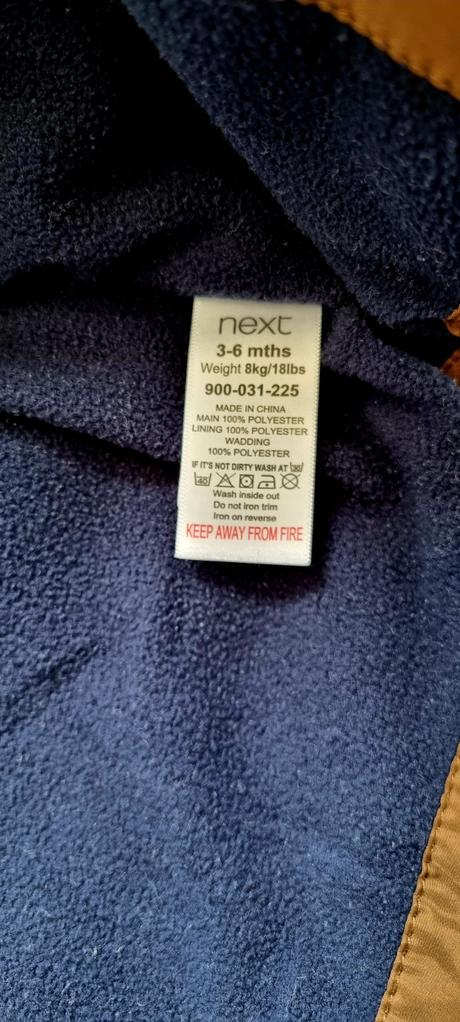 next
3-6 mths
Weight 8kg/18lbs
900-031-225
MADE IN CHINA
MAIN 100% POLYESTER
LINING 100% POLYESTER
WADDING
100% POLYESTER
IF IT'S NOT DIRTY WASH AT 30
40
Wash inside out
Do not iron trim
Iron on reverse
KEEP AWAY FROM FIRE